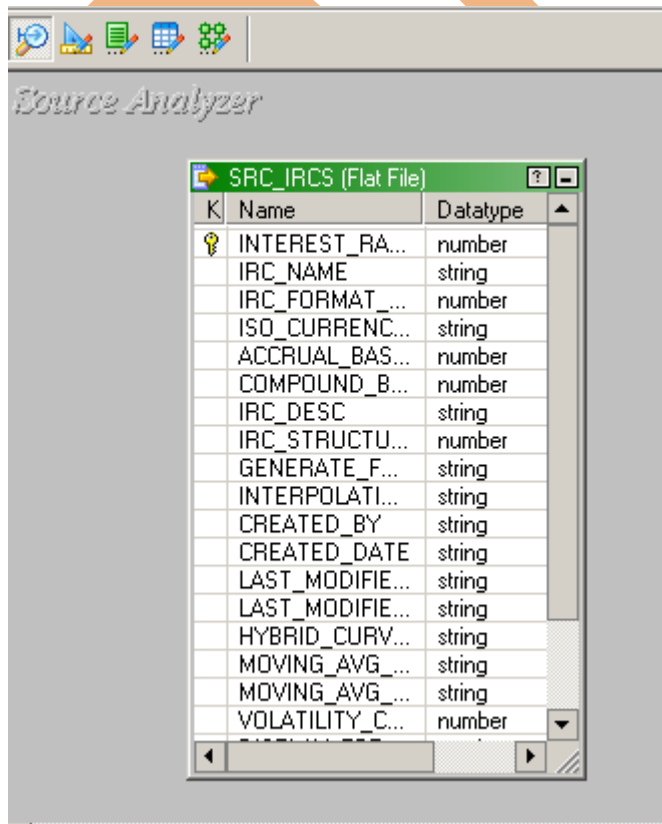 Source Analyzer
SRC_IRCS (Flat File)
K Name Datatype
INTEREST_RA... number
IRC_NAME string
IRC_FORMAT_... number
ISO_CURRENC... string
ACCRUAL_BAS... number
COMPOUND_B... number
IRC_DESC string
IRC_STRUCTU... number
GENERATE_F... string
INTERPOLATI... string
CREATED_BY string
CREATED_DATE string
LAST_MODIFIE... string
LAST_MODIFIE... string
HYBRID_CURV... string
MOVING_AVG_... string
MOVING_AVG_... string
VOLATILITY_C... number